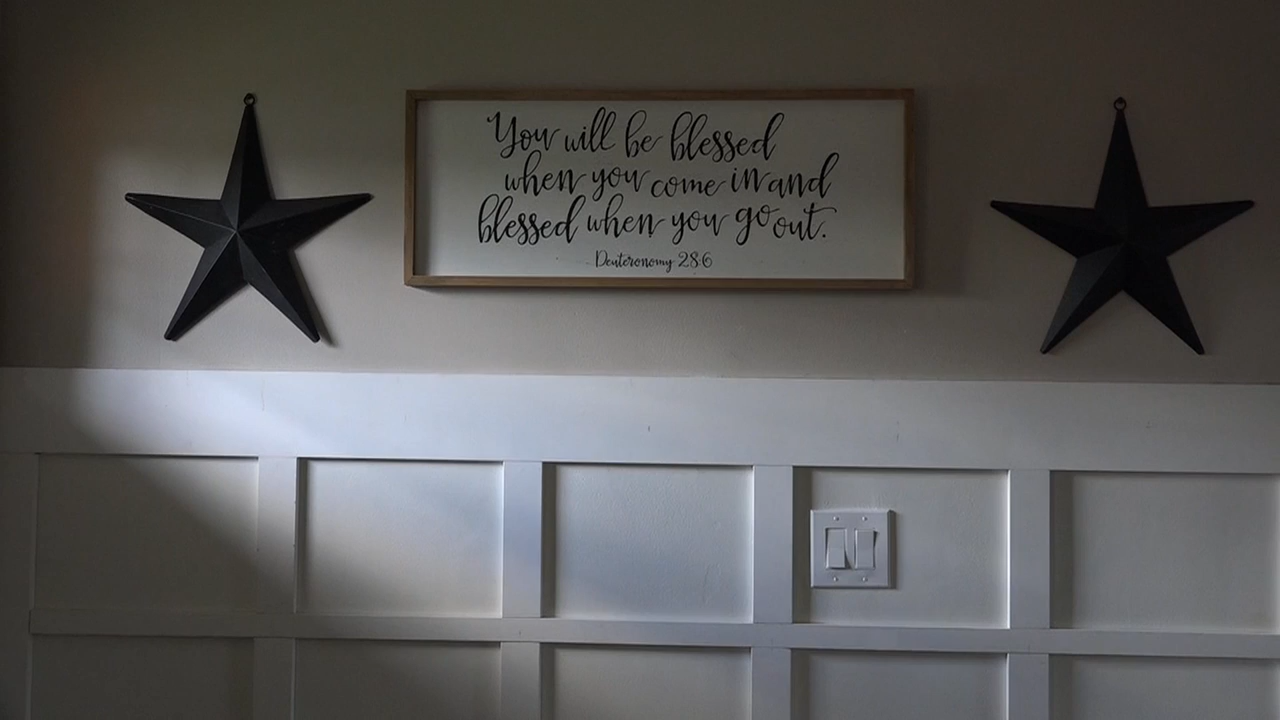 You will be blessed
when you come in and
blessed when you go out.
Deuteronomy 28:6